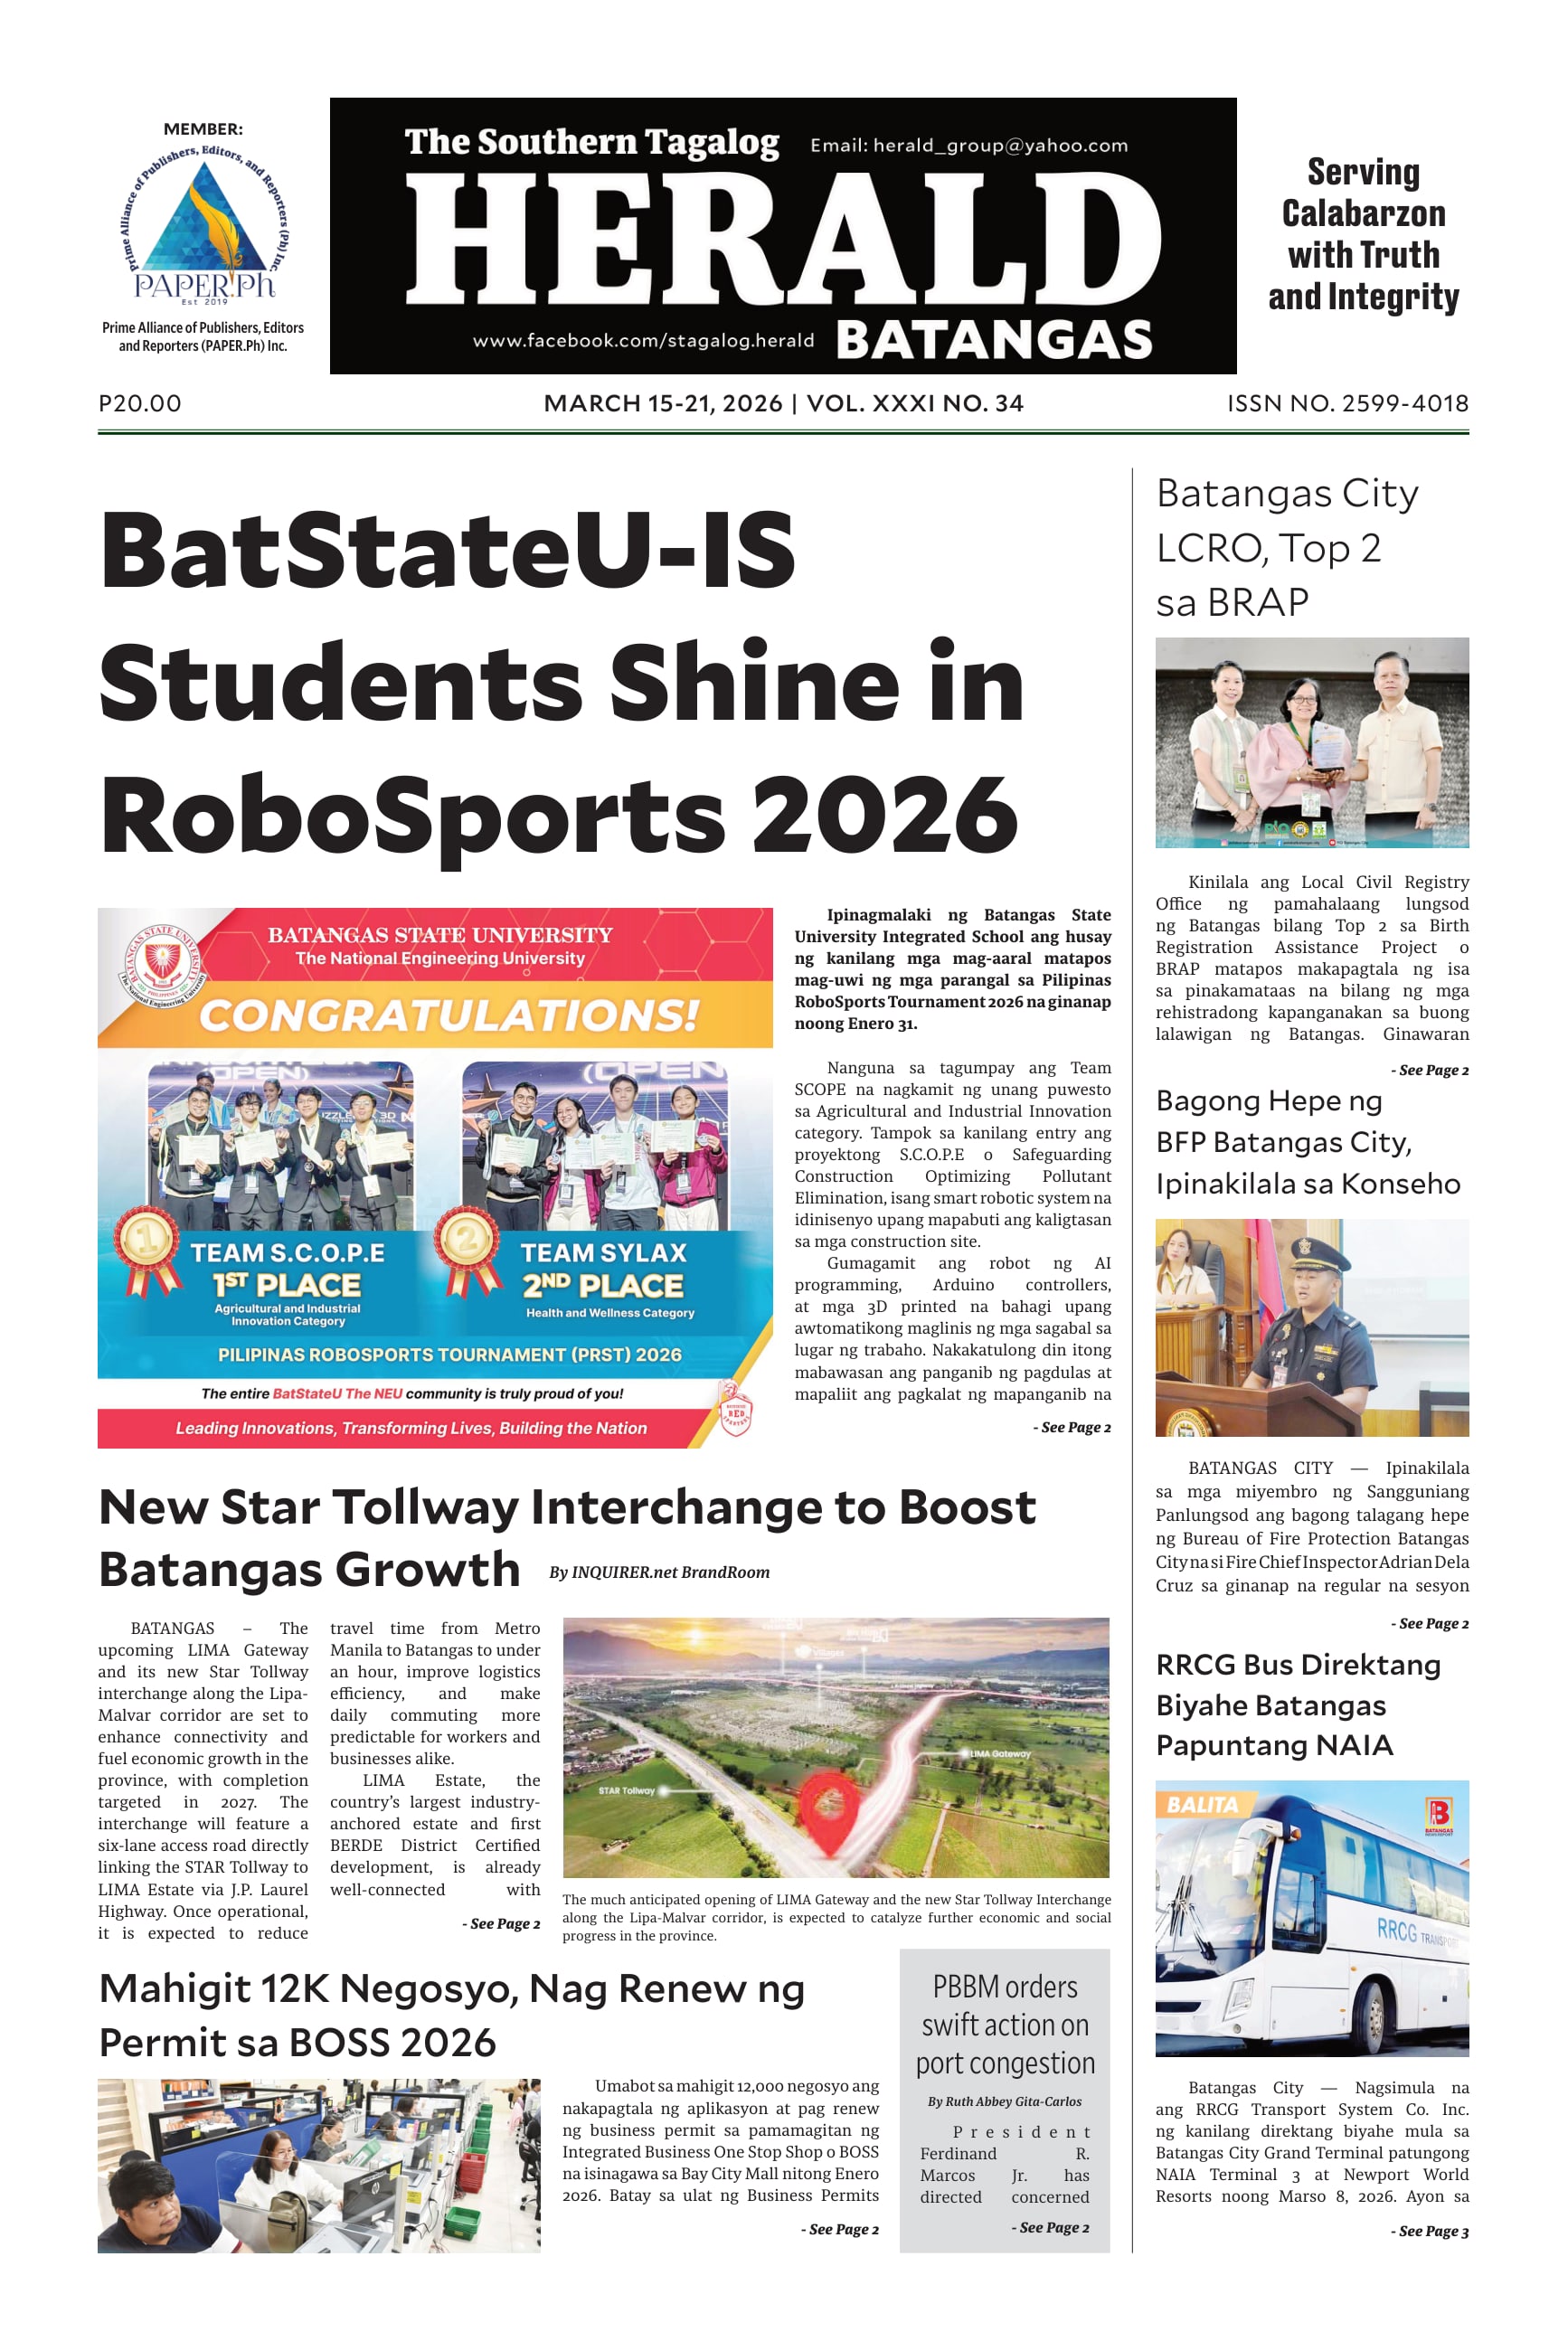 MEMBER:
Prime Alliance of Publishers, Editors, and Reporters (Ph) Inc.
PAPER.Ph
Est 2019
Prime Alliance of Publishers, Editors
and Reporters (PAPER.Ph) Inc.
The Southern Tagalog
Email: herald_group@yahoo.com
HERALD
www.facebook.com/stagalog.herald
BATANGAS
Serving
Calabarzon
with Truth
and Integrity
P20.00
MARCH 15-21, 2026 | VOL. XXXI NO. 34
ISSN NO. 2599-4018
BatStateU-IS
Students Shine in
RoboSports 2026
BATANGAS STATE UNIVERSITY
The National Engineering University
CONGRATULATIONS!
1
TEAM S.C.O.P.E
1ST PLACE
Agricultural and Industrial
Innovation Category
2
TEAM SYLAX
2ND PLACE
Health and Wellness Category
PILIPINAS ROBOSPORTS TOURNAMENT (PRST) 2026
The entire BatStateU The NEU community is truly proud of you!
Leading Innovations, Transforming Lives, Building the Nation
Ipinagmalaki ng Batangas State
University Integrated School ang husay
ng kanilang mga mag-aaral matapos
mag-uwi ng mga parangal sa Pilipinas
RoboSports Tournament 2026 na ginanap
noong Enero 31.
Nanguna sa tagumpay ang Team
SCOPE na nagkamit ng unang puwesto
sa Agricultural and Industrial Innovation
category. Tampok sa kanilang entry ang
proyektong S.C.O.P.E o Safeguarding
Construction Optimizing Pollutant
Elimination, isang smart robotic system na
idinisenyo upang mapabuti ang kaligtasan
sa mga construction site.
Gumagamit ang robot ng AI
programming, Arduino controllers,
at mga 3D printed na bahagi upang
awtomatikong maglinis ng mga sagabal sa
lugar ng trabaho. Nakakatulong din itong
mabawasan ang panganib ng pagdulas at
mapaliit ang pagkalat ng mapanganib na
- See Page 2
New Star Tollway Interchange to Boost
Batangas Growth
By INQUIRER.net BrandRoom
BATANGAS – The
upcoming LIMA Gateway
and its new Star Tollway
interchange along the Lipa-
Malvar corridor are set to
enhance connectivity and
fuel economic growth in the
province, with completion
targeted in 2027. The
interchange will feature a
six-lane access road directly
linking the STAR Tollway to
LIMA Estate via J.P. Laurel
Highway. Once operational,
it is expected to reduce
travel time from Metro
Manila to Batangas to under
an hour, improve logistics
efficiency, and make
daily commuting more
predictable for workers and
businesses alike.
LIMA Estate, the
country's largest industry-
anchored estate and first
BERDE District Certified
development, is already
well-connected with
- See Page 2
STAR Tollway
LIMA Gateway
The much anticipated opening of LIMA Gateway and the new Star Tollway Interchange
along the Lipa-Malvar corridor, is expected to catalyze further economic and social
progress in the province.
Mahigit 12K Negosyo, Nag Renew ng
Permit sa BOSS 2026
Umabot sa mahigit 12,000 negosyo ang
nakapagtala ng aplikasyon at pag renew
ng business permit sa pamamagitan ng
Integrated Business One Stop Shop o BOSS
na isinagawa sa Bay City Mall nitong Enero
2026. Batay sa ulat ng Business Permits
- See Page 2
PBBM orders
swift action on
port congestion
By Ruth Abbey Gita-Carlos
President
Ferdinand R.
Marcos Jr. has
directed concerned
- See Page 2
Batangas City
LCRO, Top 2
sa BRAP
Kinilala ang Local Civil Registry
Office ng pamahalaang lungsod
ng Batangas bilang Top 2 sa Birth
Registration Assistance Project o
BRAP matapos makapagtala ng isa
sa pinakamataas na bilang ng mga
rehistradong kapanganakan sa buong
lalawigan ng Batangas. Ginawaran
- See Page 2
Bagong Hepe ng
BFP Batangas City,
Ipinakilala sa Konseho
BATANGAS CITY — Ipinakilala
sa mga miyembro ng Sangguniang
Panlungsod ang bagong talagang hepe
ng Bureau of Fire Protection Batangas
City na si Fire Chief Inspector Adrian Dela
Cruz sa ginanap na regular na sesyon
- See Page 2
RRCG Bus Direktang
Biyahe Batangas
Papuntang NAIA
BALITA
B
BATANGAS
RRCG TRANSPORT
Batangas City — Nagsimula na
ang RRCG Transport System Co. Inc.
ng kanilang direktang biyahe mula sa
Batangas City Grand Terminal patungong
NAIA Terminal 3 at Newport World
Resorts noong Marso 8, 2026. Ayon sa
- See Page 3